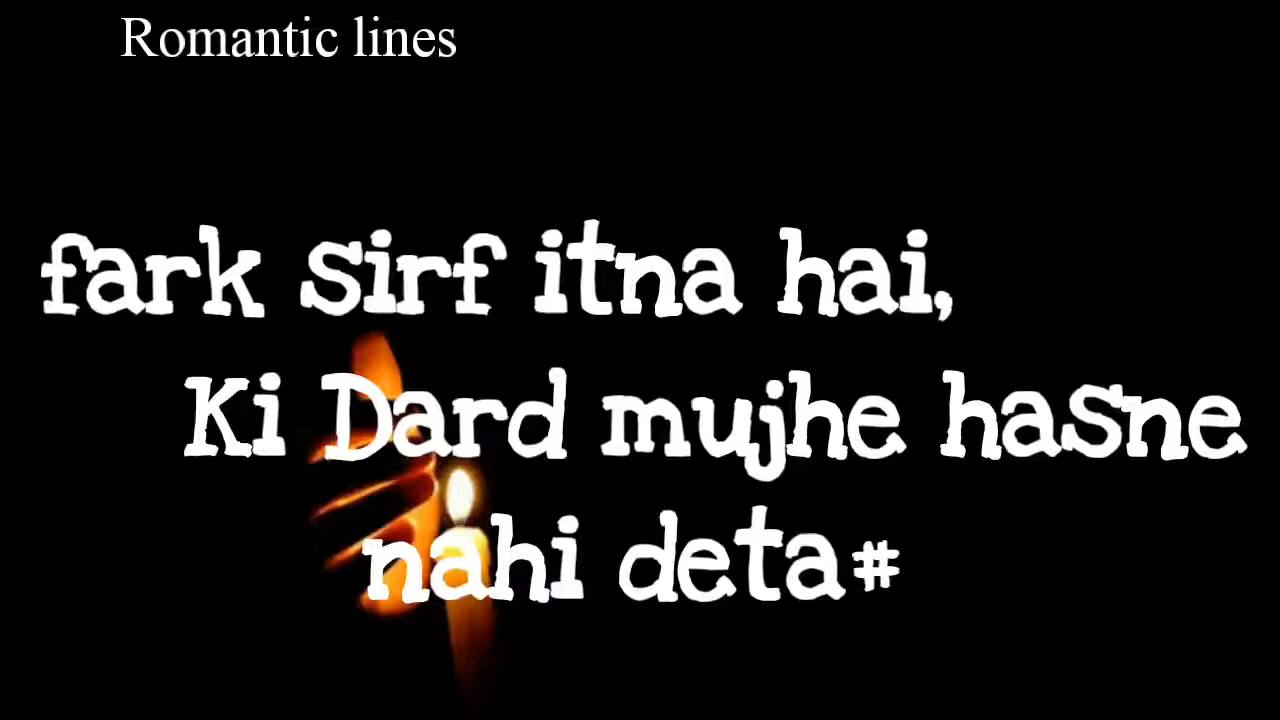 Romantic lines
fark sirf itna hai,
Ki Dard mujhe hasne
nahi deta#